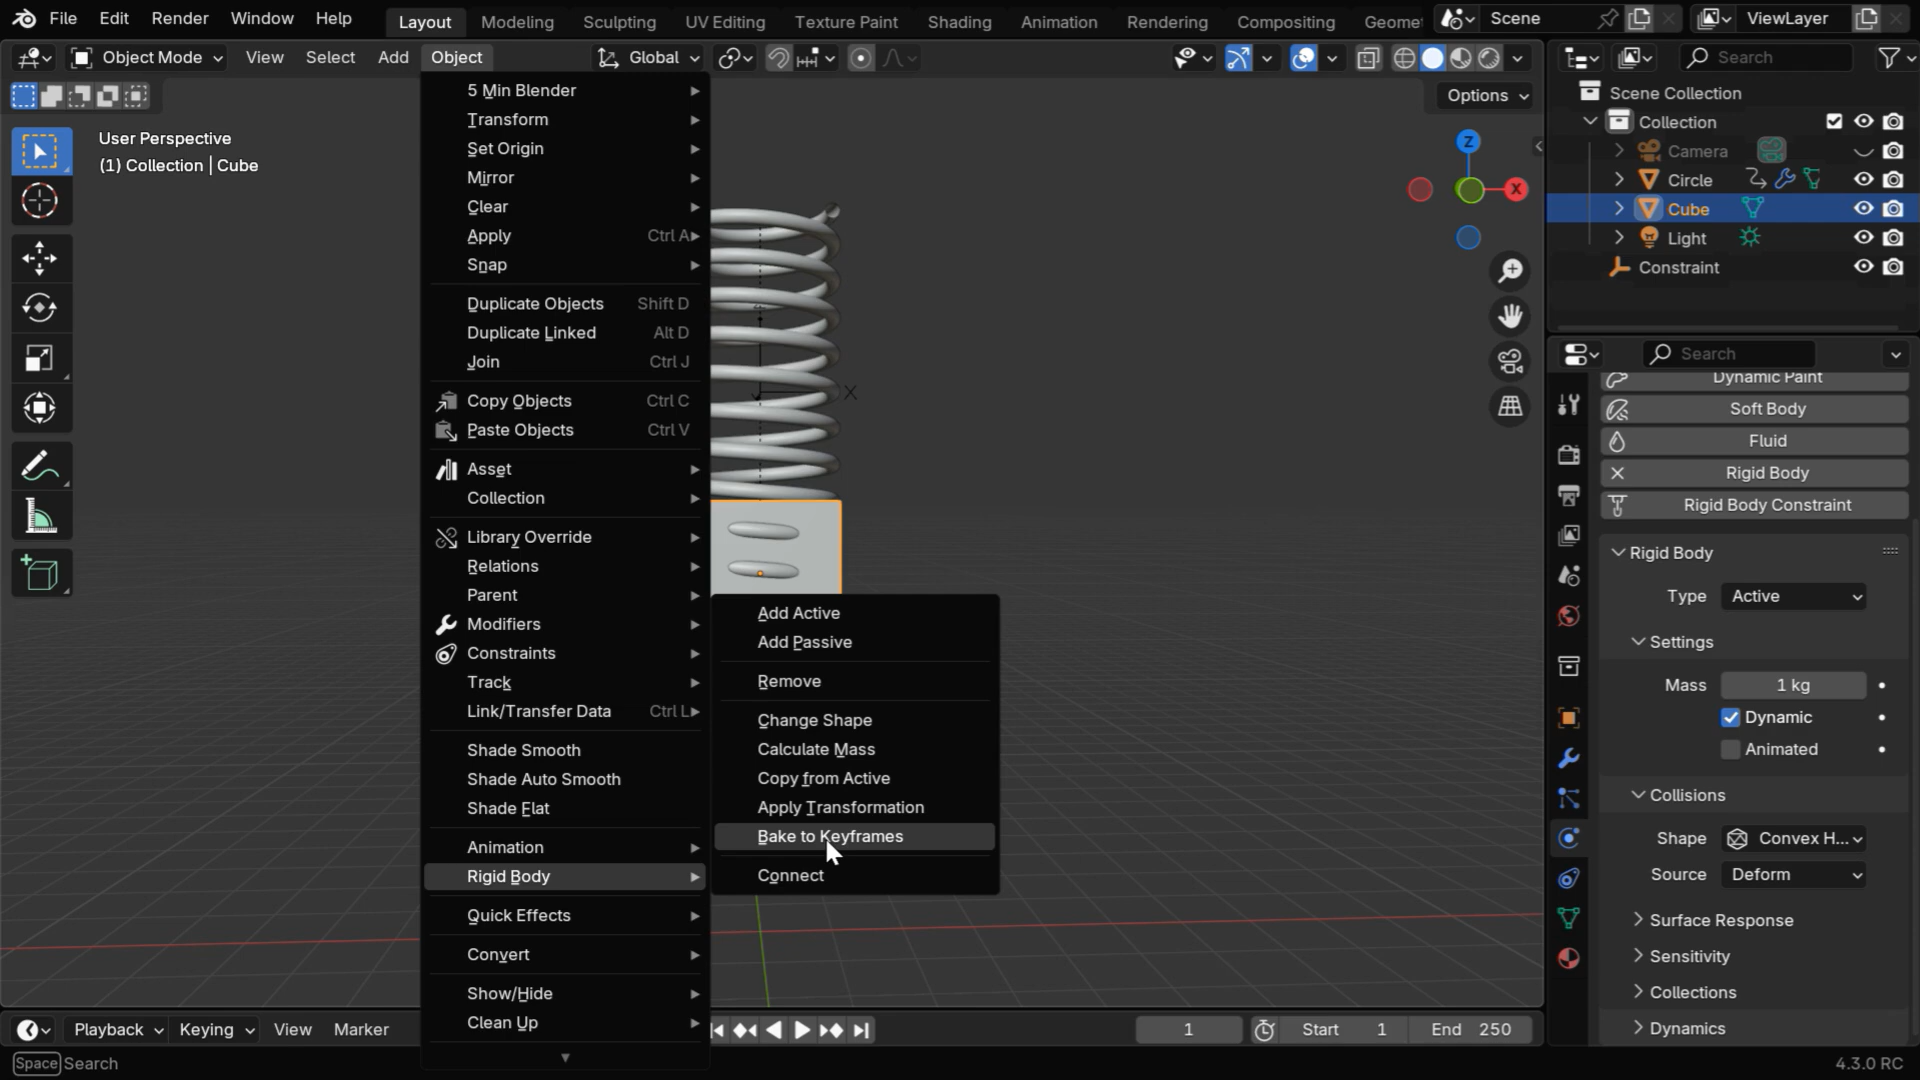 File Edit Render Window Help Layout Modeling Sculpting UV Editing Texture Paint Shading Animation Rendering Compositing Geomet Scene ViewLayer
Object Mode View Select Add Object Global Search
Options
User Perspective
(1) Collection | Cube
5 Min Blender
Transform
Set Origin
Mirror
Clear
Apply Ctrl A
Snap
Duplicate Objects Shift D
Duplicate Linked Alt D
Join Ctrl J
Copy Objects Ctrl C
Paste Objects Ctrl V
Asset
Collection
Library Override
Relations
Parent
Modifiers
Constraints
Track
Link/Transfer Data Ctrl L
Shade Smooth
Shade Auto Smooth
Shade Flat
Animation
Rigid Body
Quick Effects
Convert
Show/Hide
Clean Up
Add Active
Add Passive
Remove
Change Shape
Calculate Mass
Copy from Active
Apply Transformation
Bake to Keyframes
Connect
Z
X
X
Scene Collection
Collection
Camera
Circle
Cube
Light
Constraint
Search
Dynamic Paint
Soft Body
Fluid
Rigid Body
Rigid Body Constraint
Rigid Body
Type Active
Settings
Mass 1 kg
Dynamic
Animated
Collisions
Shape Convex H...
Source Deform
Surface Response
Sensitivity
Collections
Dynamics
Playback Keying View Marker 1 Start 1 End 250
Space Search 4.3.0 RC